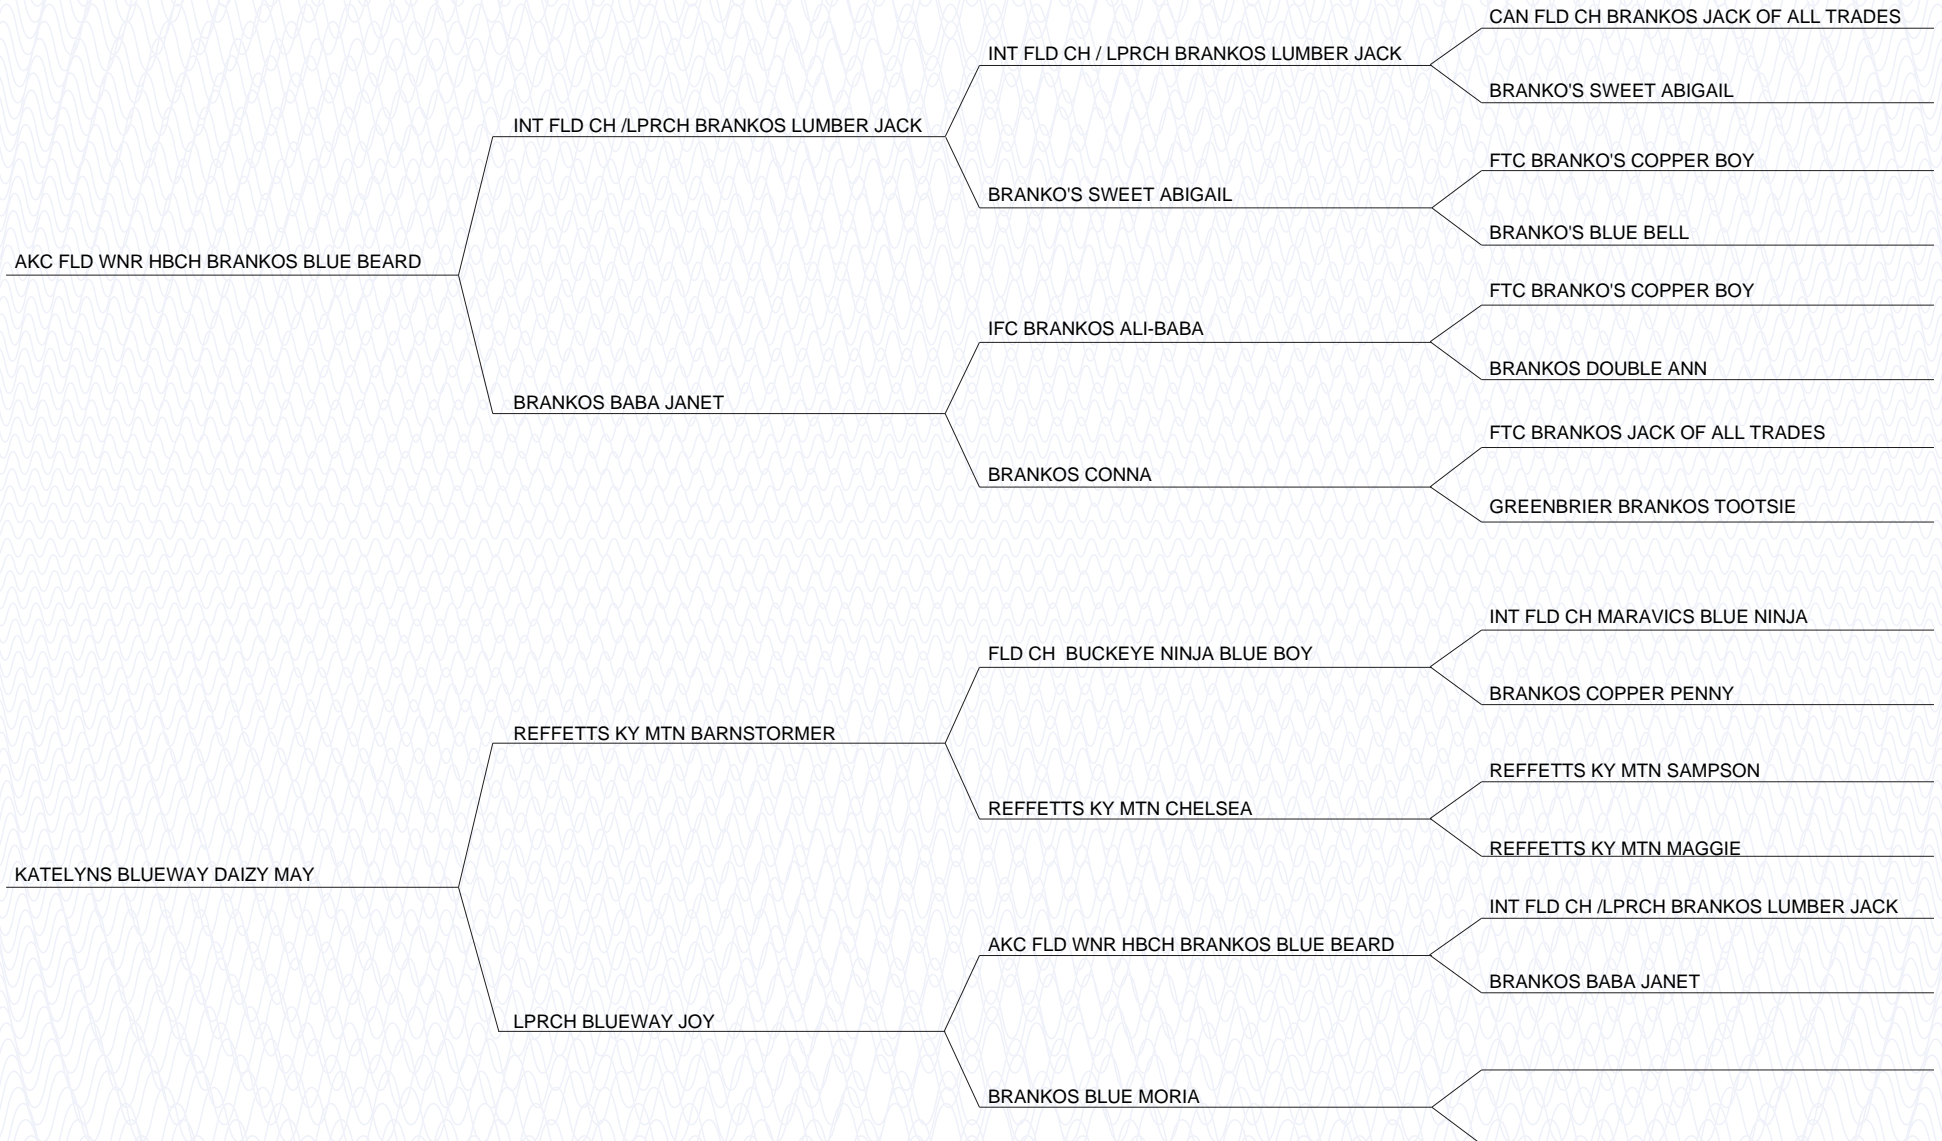 CAN FLD CH BRANKOS JACK OF ALL TRADES
INT FLD CH / LPRCH BRANKOS LUMBER JACK
BRANKO'S SWEET ABIGAIL
INT FLD CH /LPRCH BRANKOS LUMBER JACK
FTC BRANKO'S COPPER BOY
BRANKO'S SWEET ABIGAIL
BRANKO'S BLUE BELL
AKC FLD WNR HBCH BRANKOS BLUE BEARD
FTC BRANKO'S COPPER BOY
IFC BRANKOS ALI-BABA
BRANKOS DOUBLE ANN
BRANKOS BABA JANET
FTC BRANKOS JACK OF ALL TRADES
BRANKOS CONNA
GREENBRIER BRANKOS TOOTSIE
INT FLD CH MARAVICS BLUE NINJA
FLD CH  BUCKEYE NINJA BLUE BOY
BRANKOS COPPER PENNY
REFFETTS KY MTN BARNSTORMER
REFFETTS KY MTN SAMPSON
REFFETTS KY MTN CHELSEA
REFFETTS KY MTN MAGGIE
KATELYNS BLUEWAY DAIZY MAY
INT FLD CH /LPRCH BRANKOS LUMBER JACK
AKC FLD WNR HBCH BRANKOS BLUE BEARD
BRANKOS BABA JANET
LPRCH BLUEWAY JOY
BRANKOS BLUE MORIA